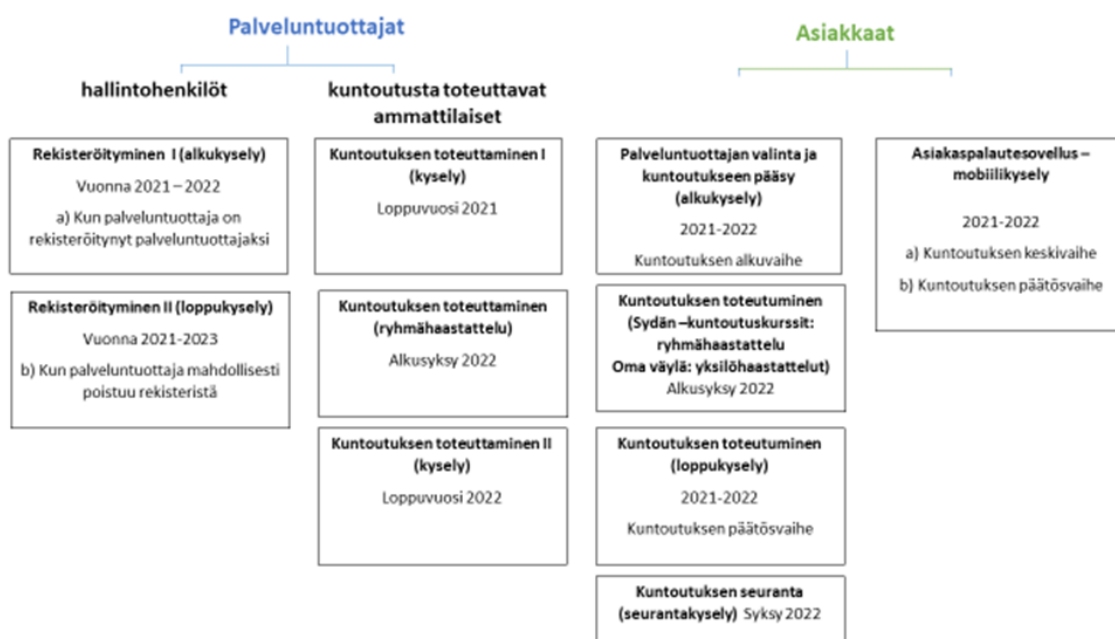 Palveluntuottajat
hallintohenkilöt
kuntoutusta toteuttavat
ammattilaiset
Rekisteröityminen I (alkukysely)
Vuonna 2021 – 2022
a) Kun palveluntuottaja on
rekisteröitynyt palveluntuottajaksi
Rekisteröityminen II (loppukysely)
Vuonna 2021-2023
b) Kun palveluntuottaja mahdollisesti
poistuu rekisteristä
Kuntoutuksen toteuttaminen I
(kysely)
Loppuvuosi 2021
Kuntoutuksen toteuttaminen
(ryhmähaastattelu)
Alkusyksy 2022
Kuntoutuksen toteuttaminen II
(kysely)
Loppuvuosi 2022
Asiakkaat
Palveluntuottajan valinta ja
kuntoutukseen pääsy
(alkukysely)
2021-2022
Kuntoutuksen alkuvaihe
Kuntoutuksen toteutuminen
(Sydän –kuntoutuskurssit:
ryhmähaastattelu
Oma väylä: yksilöhaastattelut)
Alkusyksy 2022
Kuntoutuksen toteutuminen
(loppukysely)
2021-2022
Kuntoutuksen päätösvaihe
Kuntoutuksen seuranta
(seurantakysely) Syksy 2022
Asiakaspalautesovellus –
mobiilikysely
2021-2022
a) Kuntoutuksen keskivaihe
b) Kuntoutuksen päätösvaihe